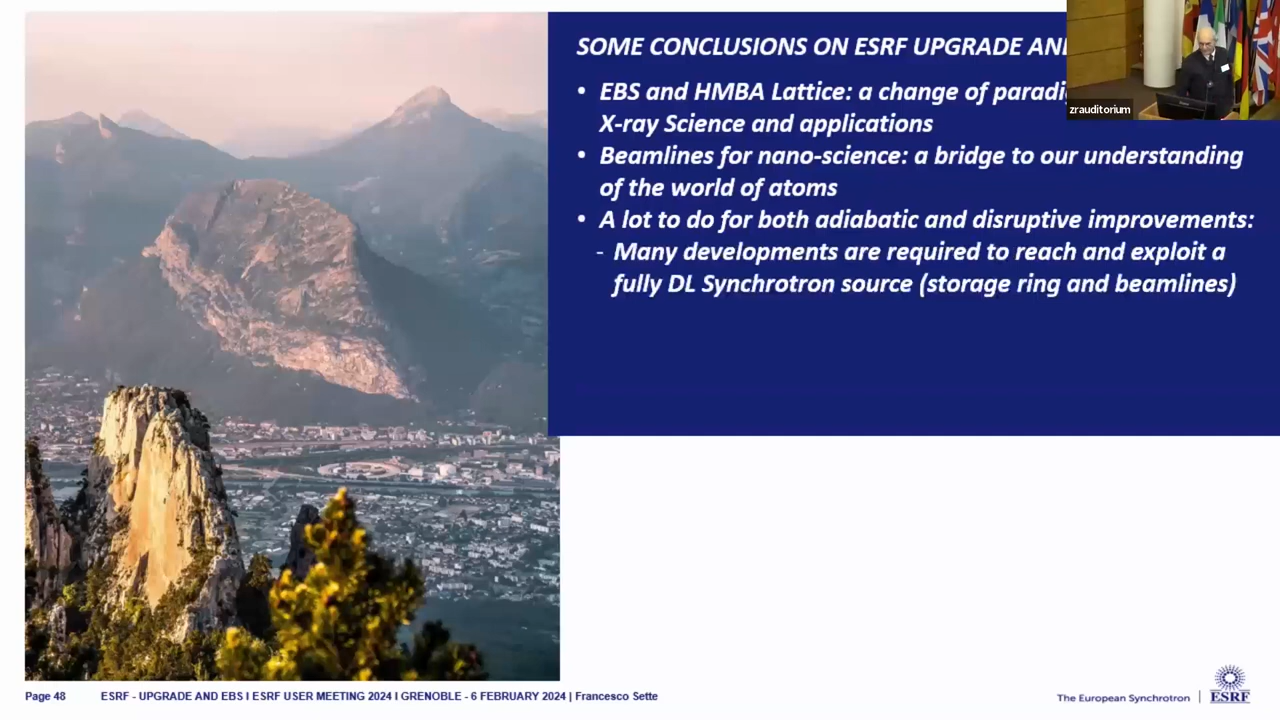 SOME CONCLUSIONS ON ESRF UPGRADE
EBS and HMBA Lattice: a change of
X-ray Science and applications
zrauditorium
• Beamlines for nano-science: a bridge to our understanding
of the world of atoms
• A lot to do for both adiabatic and disruptive improvements:
- Many developments are required to reach and exploit a
fully DL Synchrotron source (storage ring and beamlines)
Page 48 ESRF - UPGRADE AND EBS I ESRF USER MEETING 2024 I GRENOBLE - 6 FEBRUARY 2024 | Francesco Sette
The European Synchrotron | ESRF